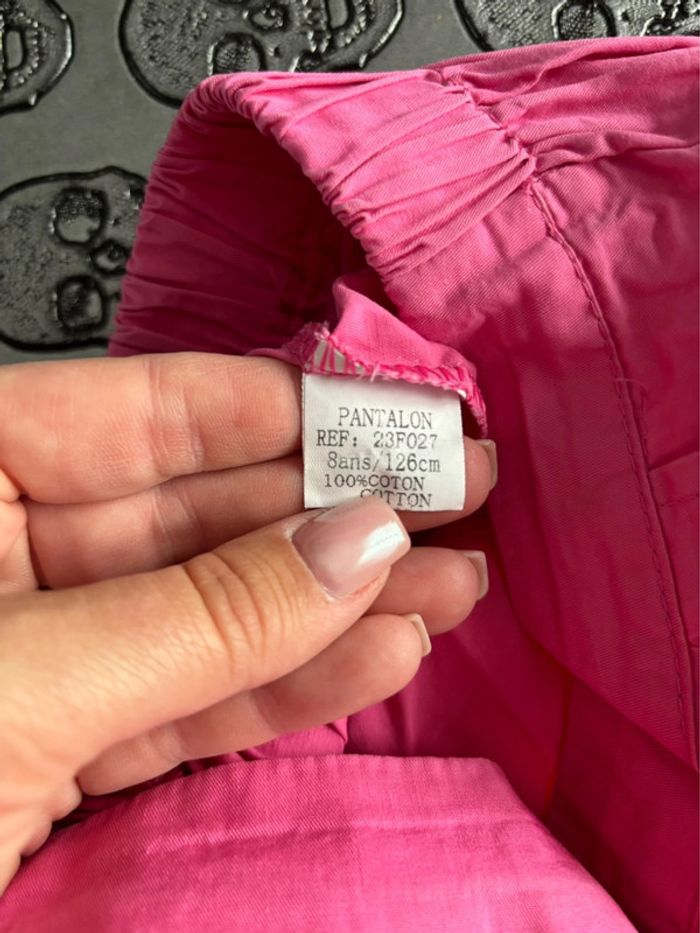 PANTALON
REF: 23F027
8ans/126cm
100%COTON
COTTON